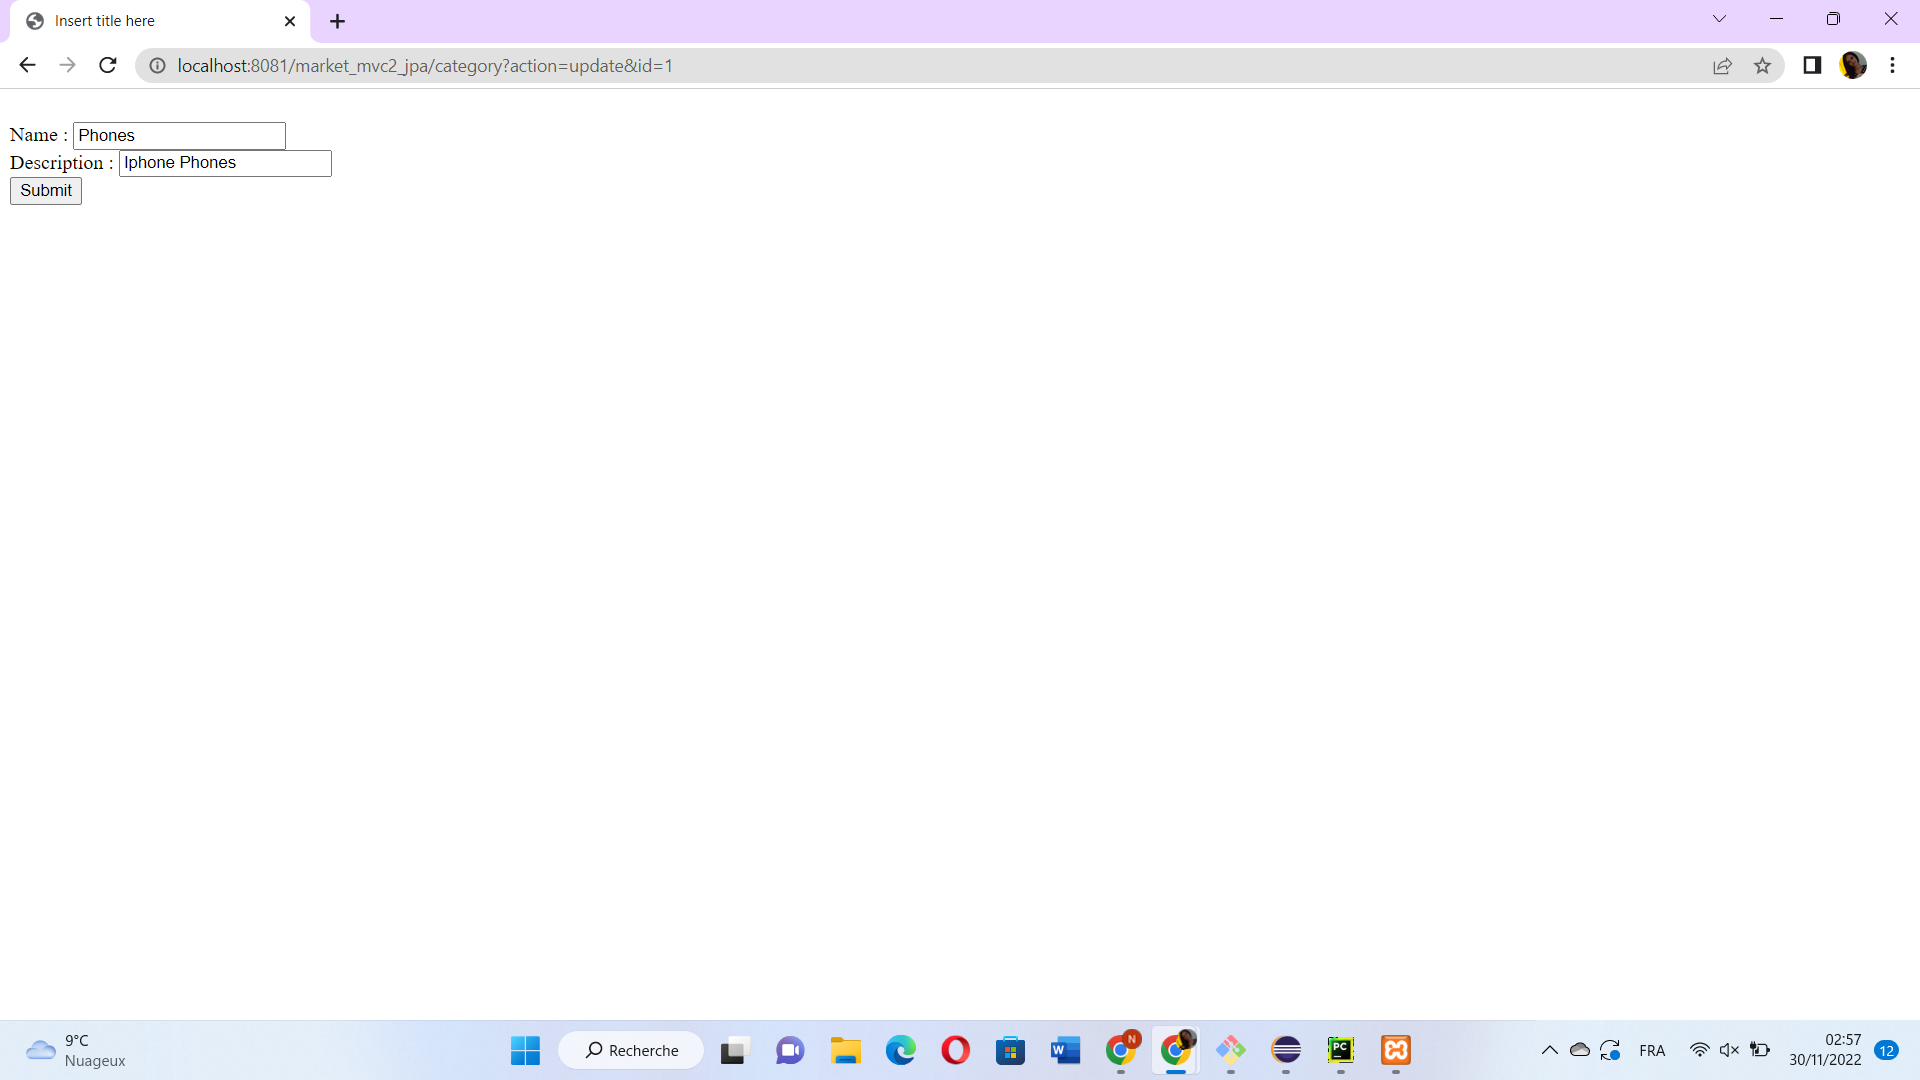 Insert title here
localhost:8081/market_mvc2_jpa/category?action=update&id=1
Name : Phones
Description : Iphone Phones
Submit
9°C
Nuageux
Recherche
W
N
PC
FRA
02:57
30/11/2022
12